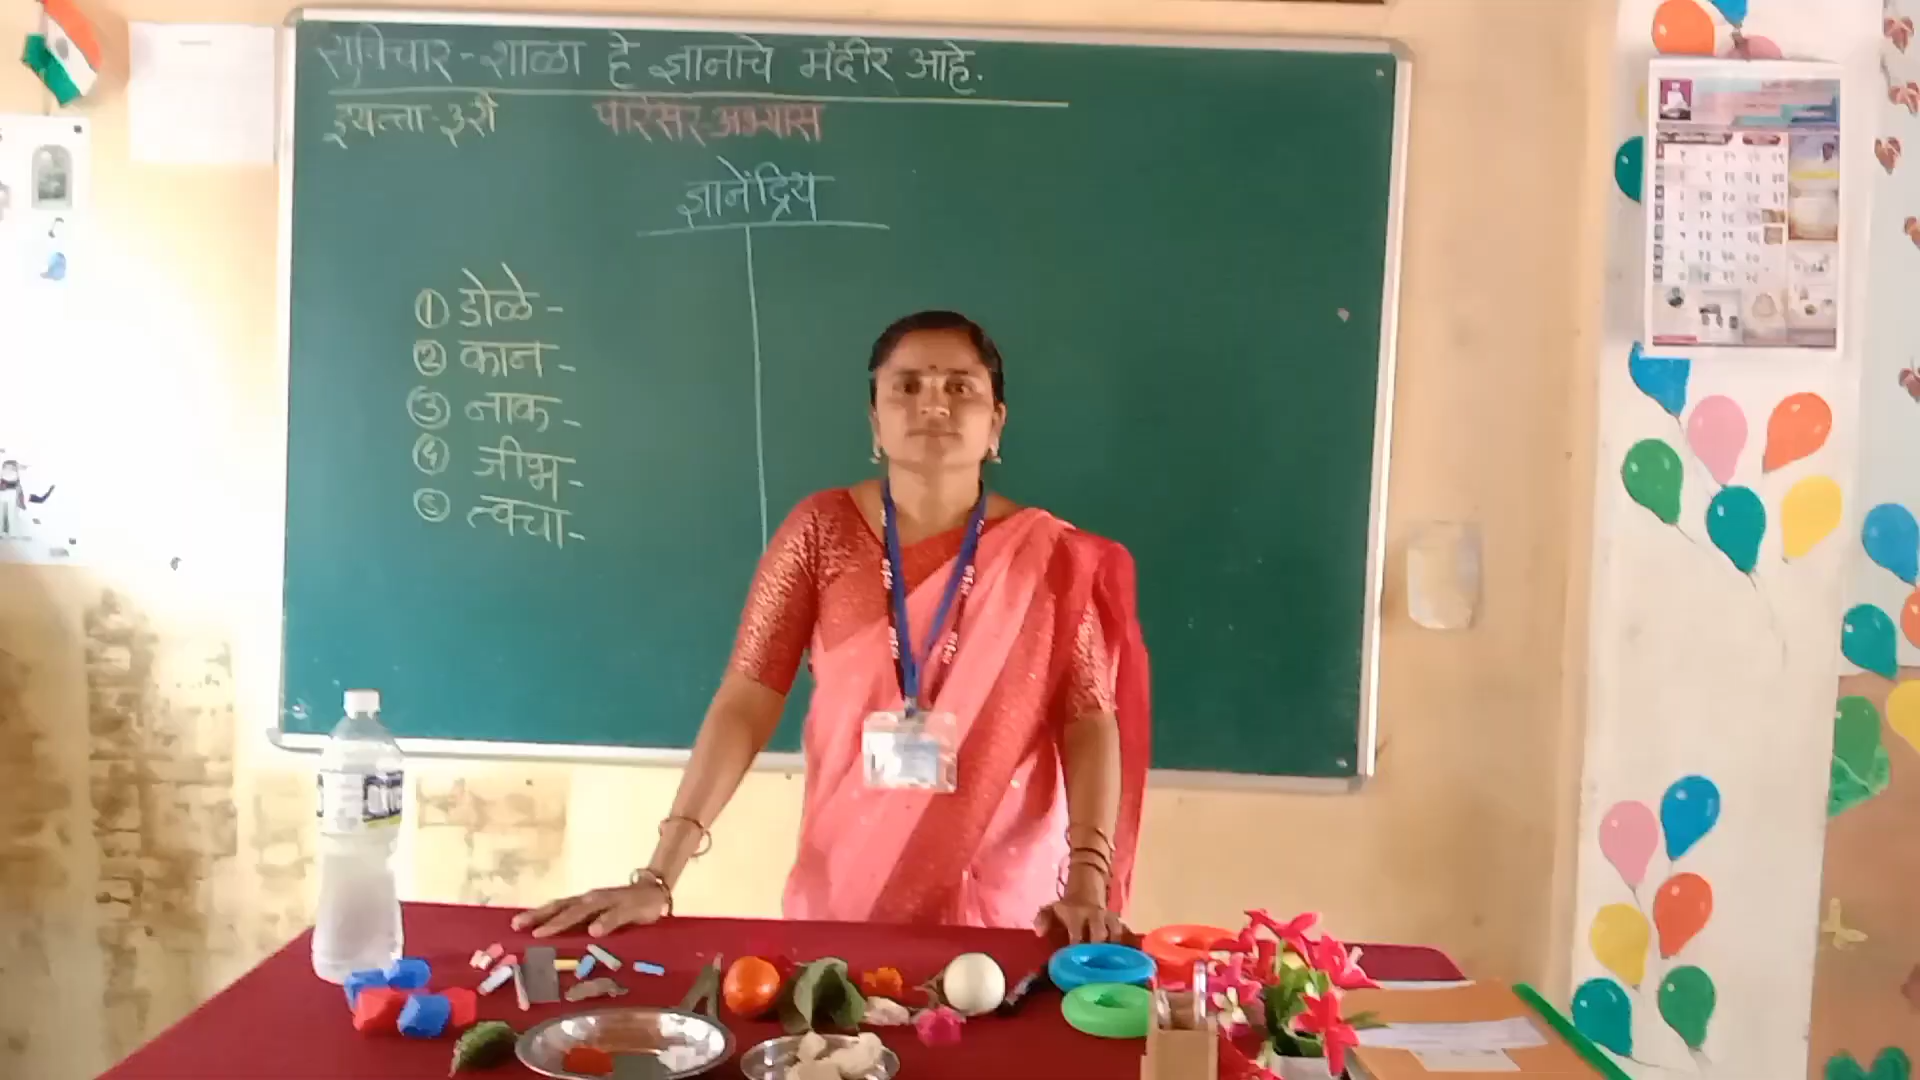 सुविचार - शाळा हे ज्ञानाचे मंदीर आहे.
इयत्ता - ३री परिसर-अभ्यास
ज्ञानेंद्रिय
① डोळे -
② कान -
③ नाक -
④ जीभ -
⑤ त्वचा -